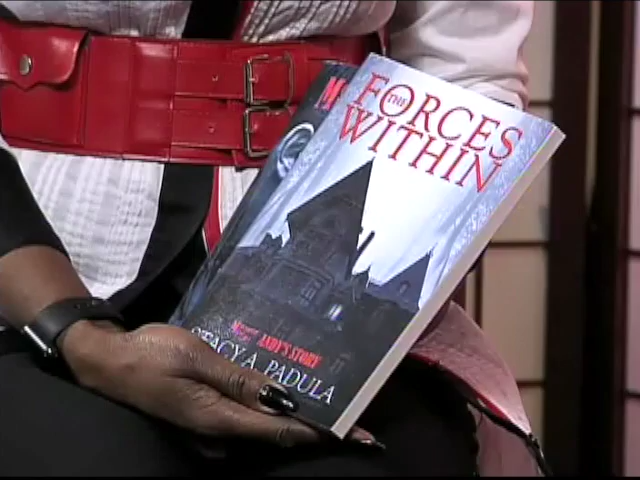 THE
FORCES
WITHIN
ANDY'S STORY
STACY A. PADULA
M